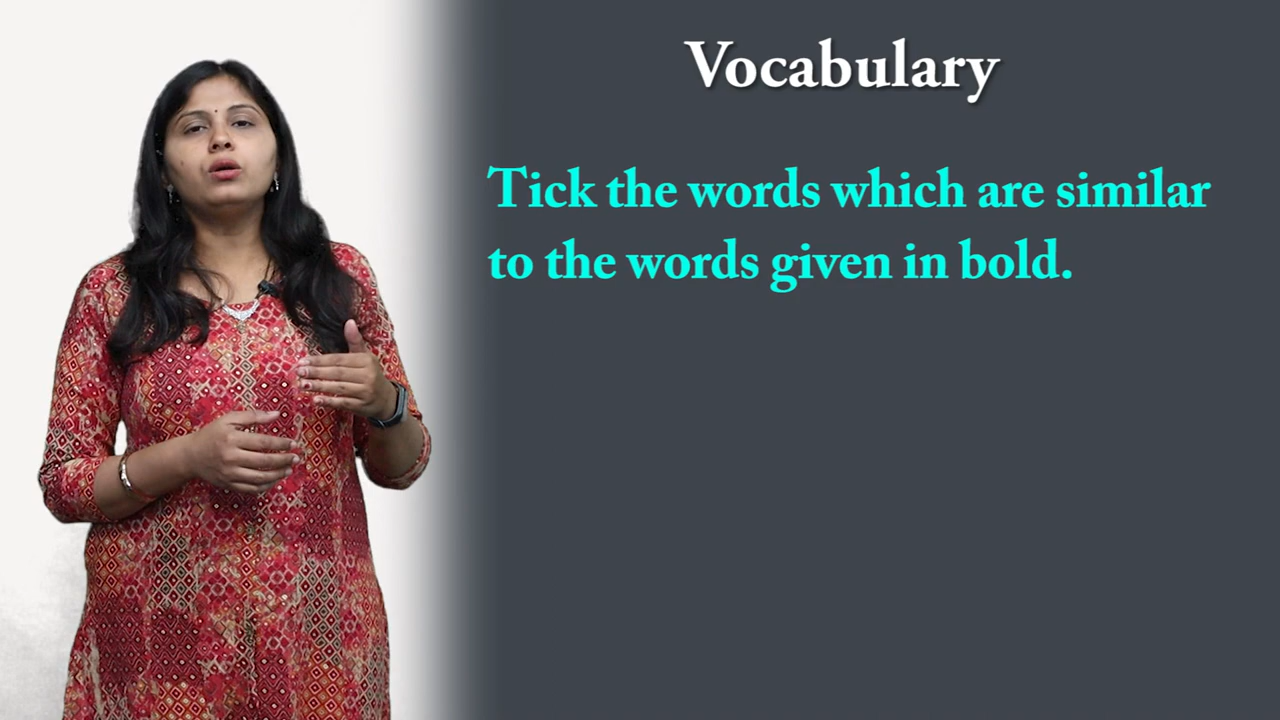 Vocabulary
Tick the words which are similar
to the words given in bold.